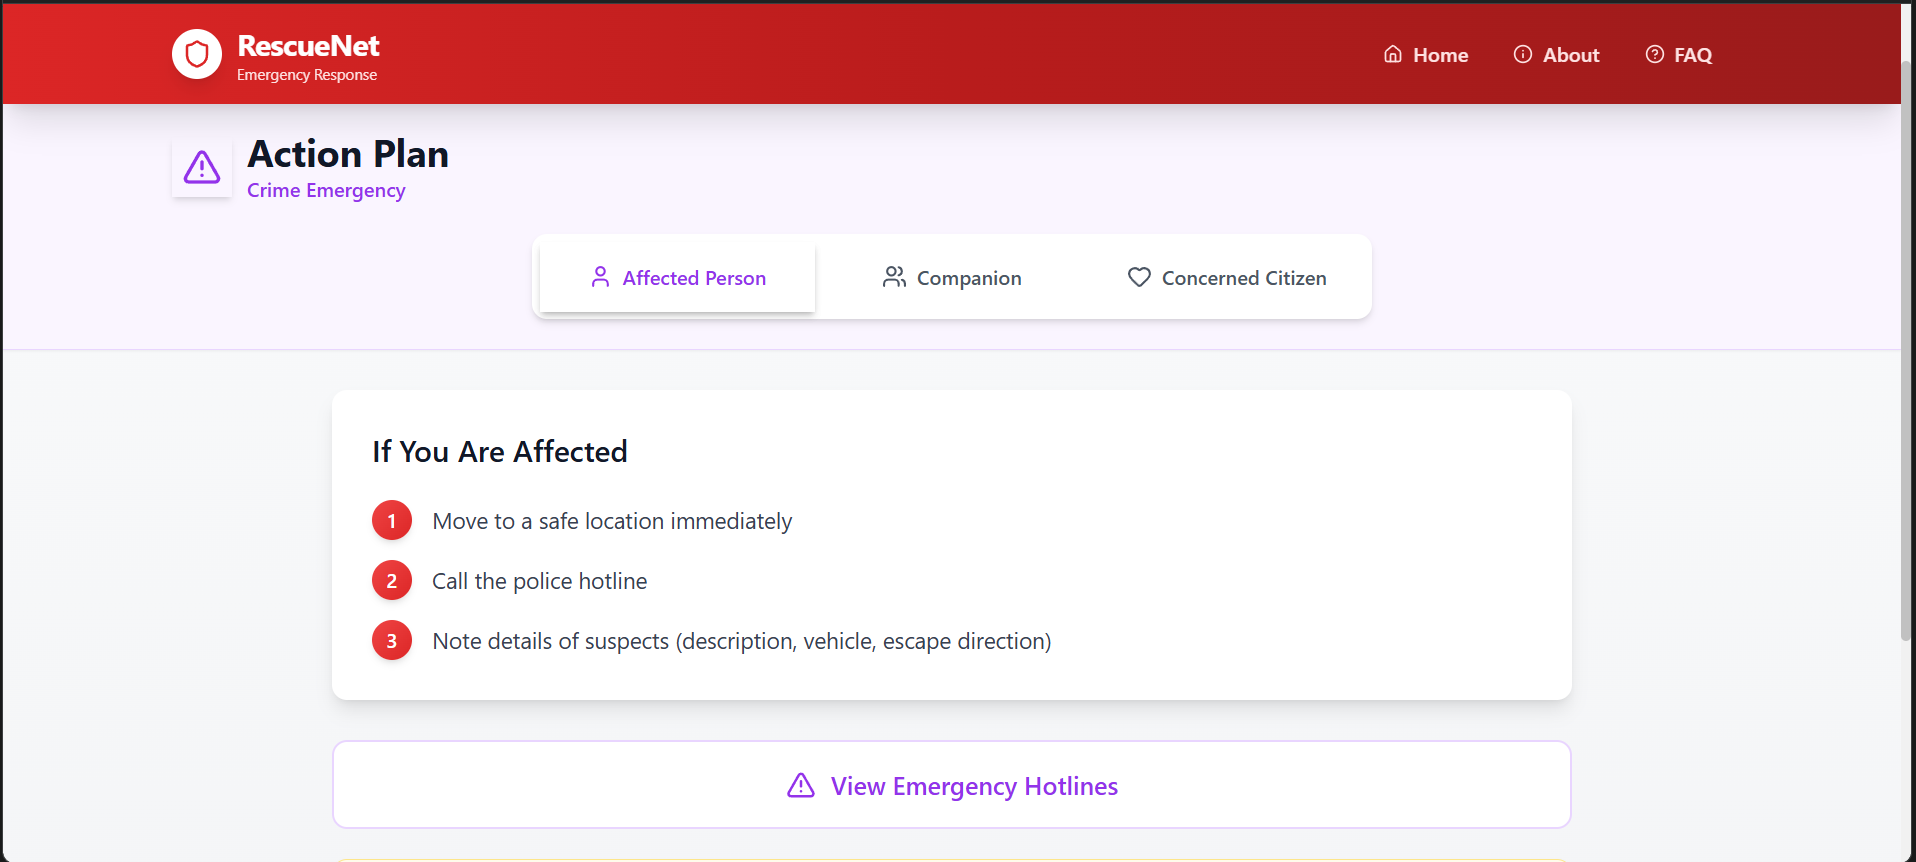 RescueNet
Emergency Response
Home
About
FAQ
Action Plan
Crime Emergency
Affected Person
Companion
Concerned Citizen
If You Are Affected
1 Move to a safe location immediately
2 Call the police hotline
3 Note details of suspects (description, vehicle, escape direction)
View Emergency Hotlines